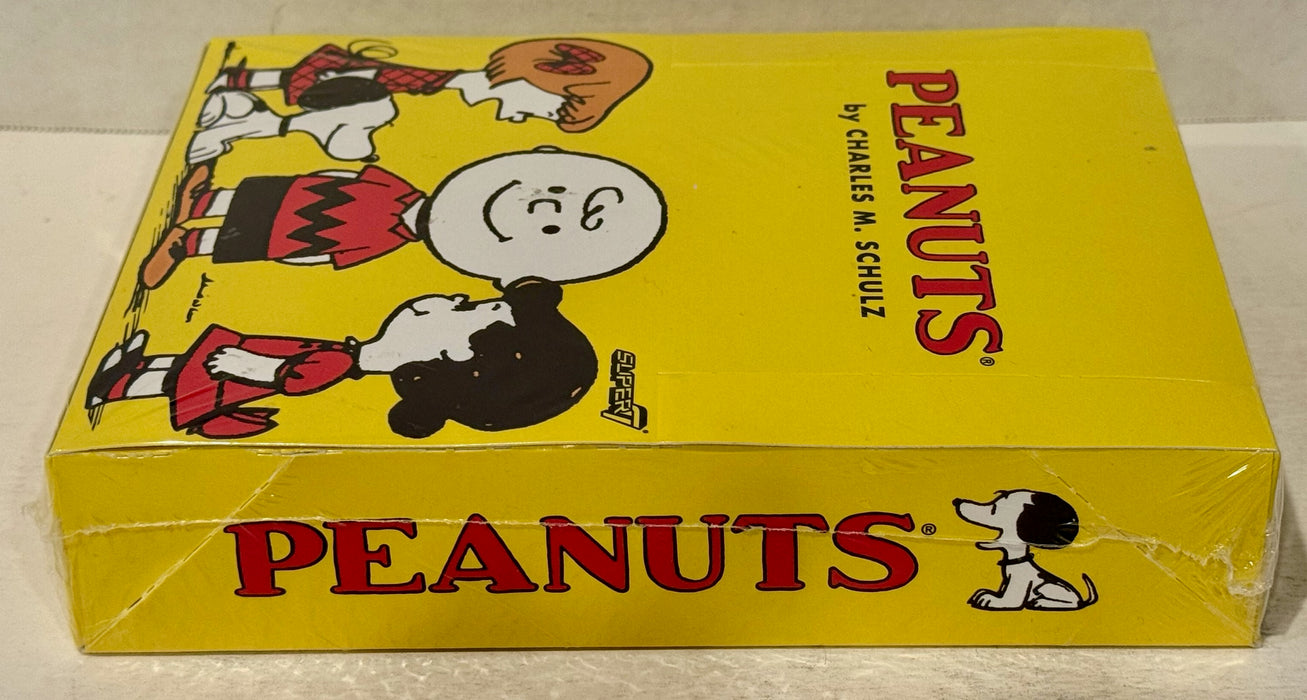 PEANUTS®
by CHARLES M. SCHULZ
SUPER7
PEANUTS®